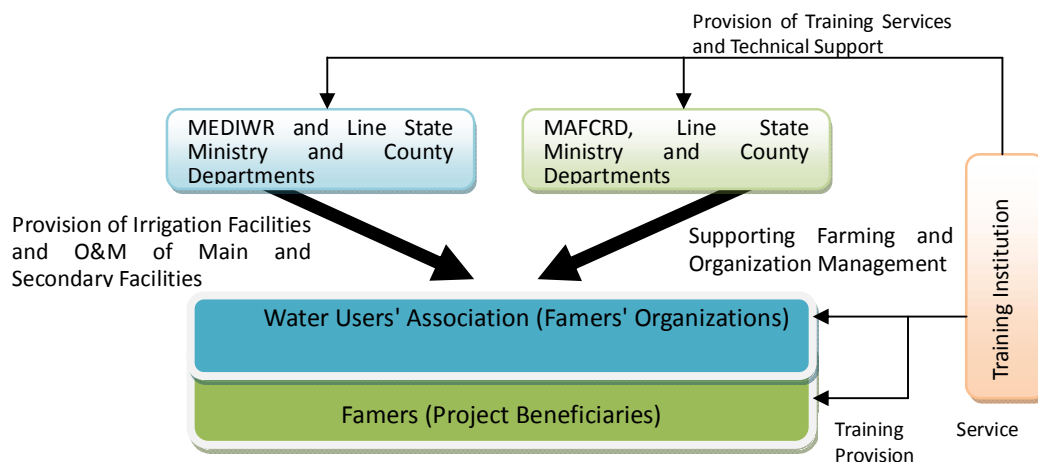 Provision of Training Services
and Technical Support
MEDIWR and Line State
Ministry and County
Departments
MAFCRD, Line State
Ministry and County
Departments
Provision of Irrigation Facilities
and O&M of Main and
Secondary Facilities
Supporting Farming and
Organization Management
Training Institution
Water Users' Association (Famers' Organizations)
Famers (Project Beneficiaries)
Training Service
Provision